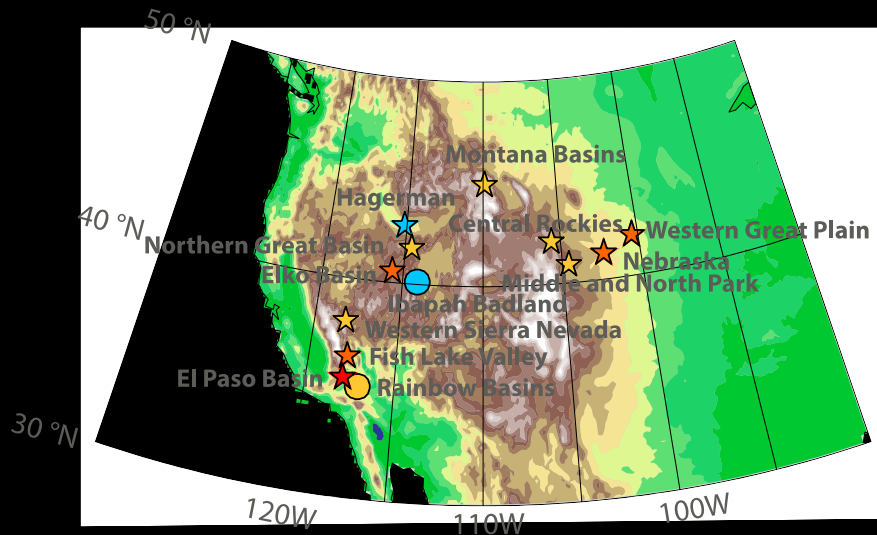 50 °N
Montana Basins
Hagerman
40 °N
Central Rockies
Western Great Plain
Northern Great Basin
Nebraska
Elko Basin
Middle and North Park
Ibapah Badland
Western Sierra Nevada
Fish Lake Valley
El Paso Basin
Rainbow Basins
30 °N
120W
110W
100W